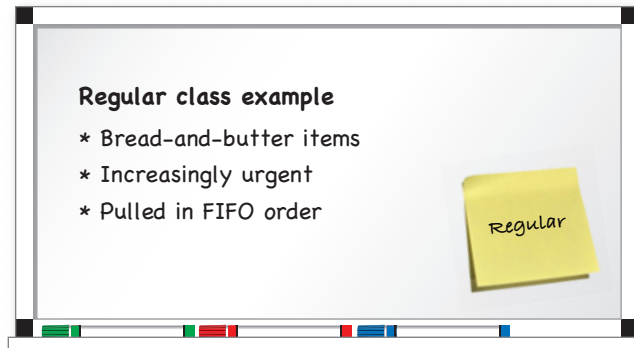 Regular class example
* Bread-and-butter items
* Increasingly urgent
* Pulled in FIFO order
Regular